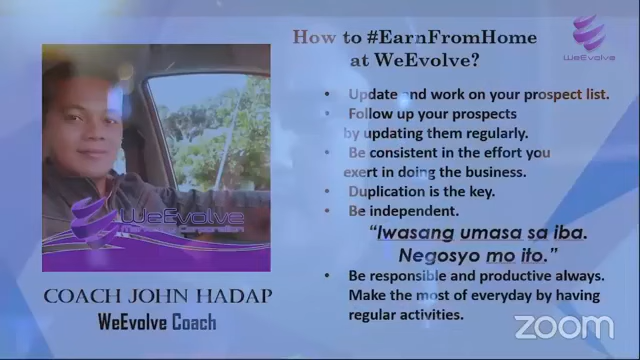 How to #EarnFromHome
at WeEvolve?
WeEvolve
• Update and work on your prospect list.
• Follow up your prospects
by updating them regularly.
• Be consistent in the effort you
exert in doing the business.
• Duplication is the key.
• Be independent.
“Iwasang umasa sa iba.
Negosyo mo ito.”
• Be responsible and productive always.
Make the most of everyday by having
regular activities.
WeEvolve
Marketing Corporation
COACH JOHN HADAP
WeEvolve Coach
zoom